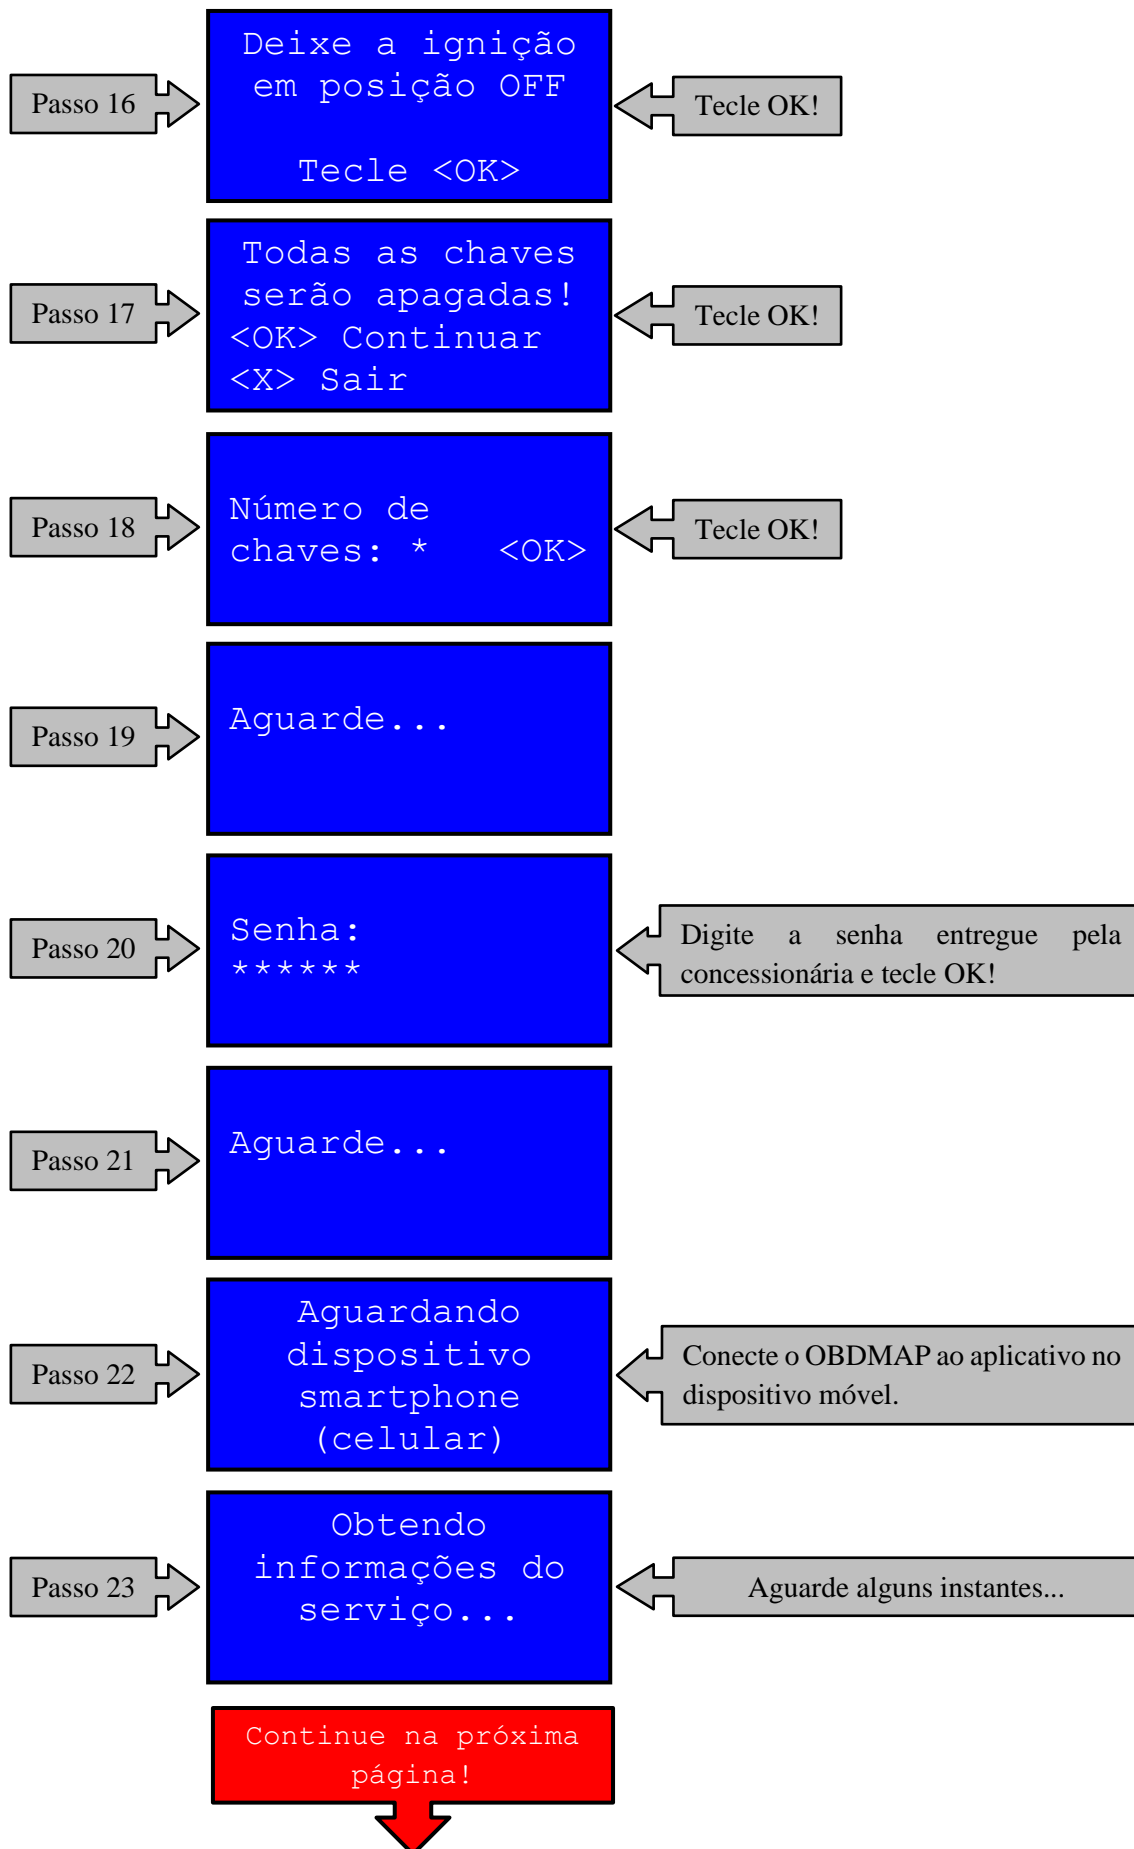 Passo 16
Deixe a ignição
em posição OFF
Tecle <OK>
Tecle OK!
Passo 17
Todas as chaves
serão apagadas!
<OK> Continuar
<X> Sair
Tecle OK!
Passo 18
Número de
chaves: * <OK>
Tecle OK!
Passo 19
Aguarde...
Passo 20
Senha:
******
Digite a senha entregue pela
concessionária e tecle OK!
Passo 21
Aguarde...
Passo 22
Aguardando
dispositivo
smartphone
(celular)
Conecte o OBDMAP ao aplicativo no
dispositivo móvel.
Passo 23
Obtendo
informações do
serviço...
Aguarde alguns instantes...
Continue na próxima
página!